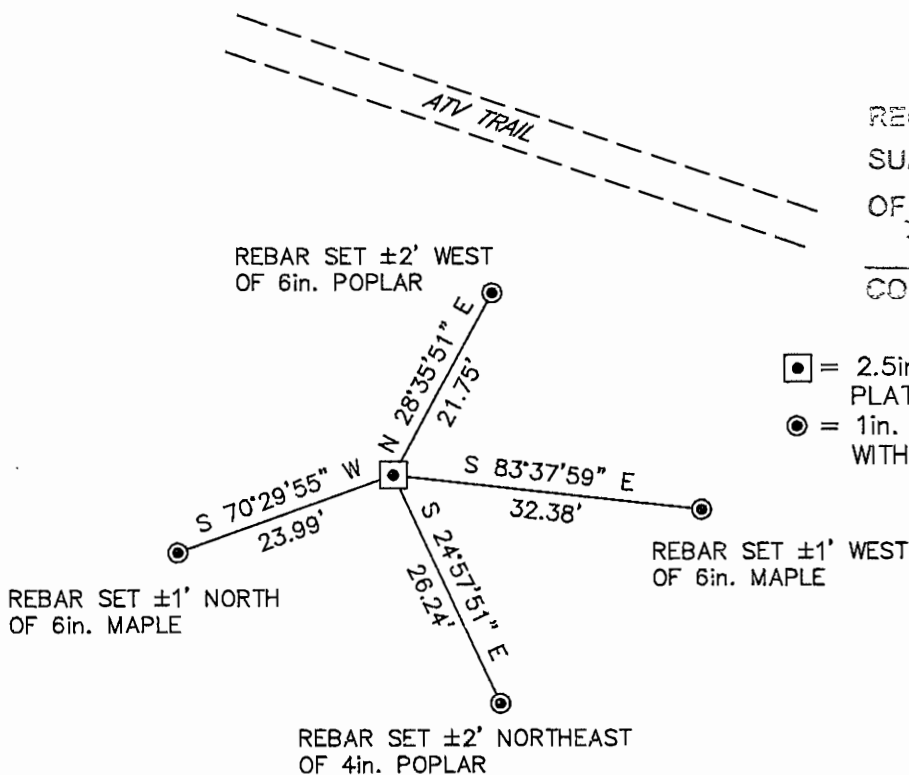 ATV TRAIL
SU
OF
CO
REBAR SET ±2' WEST
OF 6in. POPLAR
N 28°35'51" E
21.75'
= 2.5in
PLAT
= 1in.
WITH
S 70°29'55" W
23.99'
S 83°37'59" E
32.38'
S 24°57'51" E
26.24'
REBAR SET ±1' WEST
OF 6in. MAPLE
REBAR SET ±1' NORTH
OF 6in. MAPLE
REBAR SET ±2' NORTHEAST
OF 4in. POPLAR